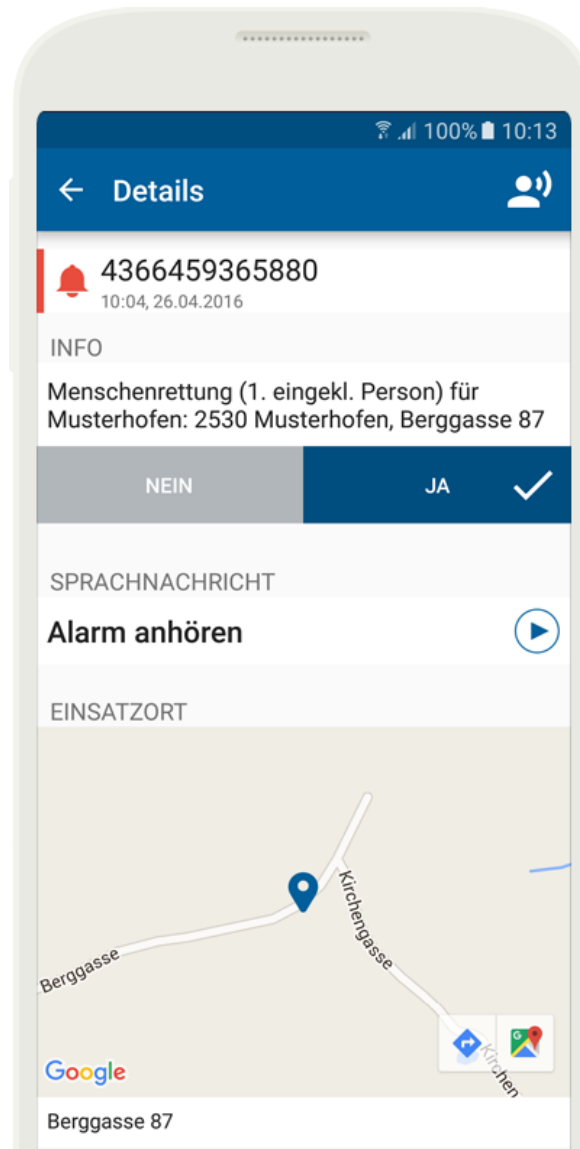 100% 10:13
Details
4366459365880
10:04, 26.04.2016
INFO
Menschenrettung (1. eingekl. Person) für
Musterhofen: 2530 Musterhofen, Berggasse 87
NEIN JA
SPRACHNACHRICHT
Alarm anhören
EINSATZORT
Kirchengasse
Berggasse
Kirchen
Google
Berggasse 87